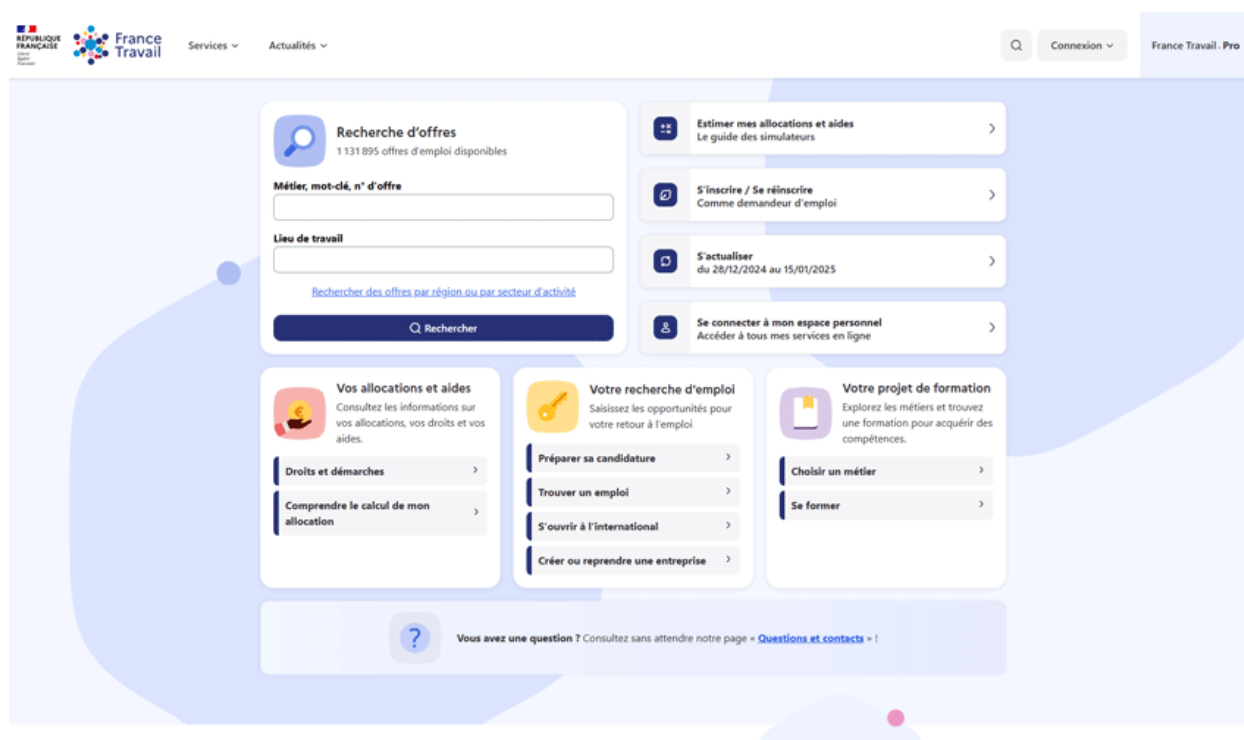 RÉPUBLIQUE
FRANÇAISE
Liberté
Égalité
Fraternité
France
Travail
Services
Actualités
Connexion
France Travail. Pro
Recherche d'offres
1 131 895 offres d'emploi disponibles
Métier, mot-clé, n° d'offre
Lieu de travail
Rechercher des offres par région ou par secteur d'activité
Rechercher
Estimer mes allocations et aides
Le guide des simulateurs
S'inscrire / Se réinscrire
Comme demandeur d'emploi
S'actualiser
du 28/12/2024 au 15/01/2025
Se connecter à mon espace personnel
Accéder à tous mes services en ligne
Vos allocations et aides
Consultez les informations sur
vos allocations, vos droits et vos
aides.
Droits et démarches
Comprendre le calcul de mon
allocation
Votre recherche d'emploi
Saisissez les opportunités pour
votre retour à l'emploi
Préparer sa candidature
Trouver un emploi
S'ouvrir à l'international
Créer ou reprendre une entreprise
Votre projet de formation
Explorez les métiers et trouvez
une formation pour acquérir des
compétences.
Choisir un métier
Se former
Vous avez une question ? Consultez sans attendre notre page « Questions et contacts » !